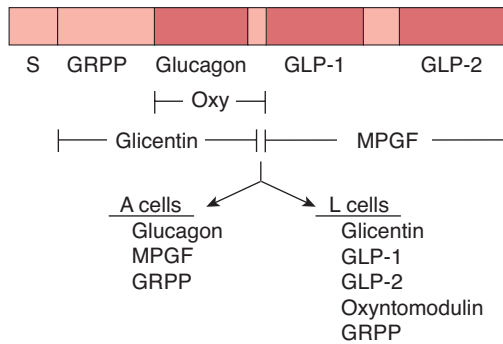 S GRPP Glucagon GLP-1 GLP-2
Oxy
Glicentin MPGF
A cells
Glucagon
MPGF
GRPP
L cells
Glicentin
GLP-1
GLP-2
Oxyntomodulin
GRPP